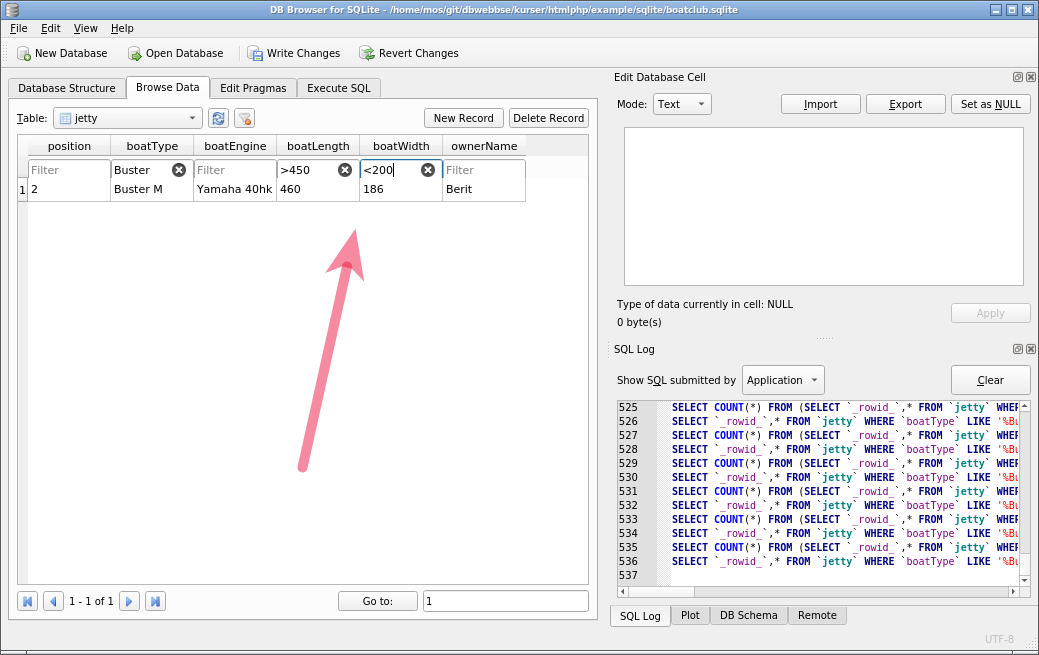 DB Browser for SQLite - /home/mos/git/dbwebbse/kurser/htmlphp/example/sqlite/boatclub.sqlite
File Edit View Help
New Database Open Database Write Changes Revert Changes
Database Structure Browse Data Edit Pragmas Execute SQL
Table: jetty New Record Delete Record
position boatType boatEngine boatLength boatWidth ownerName
Filter Buster Filter >450 <200 Filter
1 2 Buster M Yamaha 40hk 460 186 Berit
1 - 1 of 1 Go to: 1
Edit Database Cell
Mode: Text Import Export Set as NULL
Type of data currently in cell: NULL
0 byte(s)
Apply
SQL Log
Show SQL submitted by Application Clear
525 SELECT COUNT(*) FROM (SELECT `_rowid_`,* FROM `jetty` WHER
526 SELECT `_rowid_`,* FROM `jetty` WHERE `boatType` LIKE '%Bu
527 SELECT COUNT(*) FROM (SELECT `_rowid_`,* FROM `jetty` WHER
528 SELECT `_rowid_`,* FROM `jetty` WHERE `boatType` LIKE '%Bu
529 SELECT COUNT(*) FROM (SELECT `_rowid_`,* FROM `jetty` WHER
530 SELECT `_rowid_`,* FROM `jetty` WHERE `boatType` LIKE '%Bu
531 SELECT COUNT(*) FROM (SELECT `_rowid_`,* FROM `jetty` WHER
532 SELECT `_rowid_`,* FROM `jetty` WHERE `boatType` LIKE '%Bu
533 SELECT COUNT(*) FROM (SELECT `_rowid_`,* FROM `jetty` WHER
534 SELECT `_rowid_`,* FROM `jetty` WHERE `boatType` LIKE '%Bu
535 SELECT COUNT(*) FROM (SELECT `_rowid_`,* FROM `jetty` WHER
536 SELECT `_rowid_`,* FROM `jetty` WHERE `boatType` LIKE '%Bu
537
SQL Log Plot DB Schema Remote
UTF-8